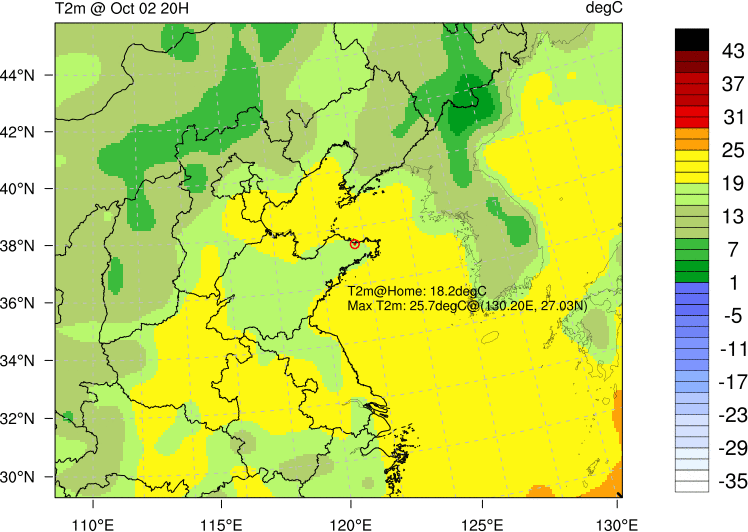 T2m @ Oct 02 20H
degC
44°N
42°N
40°N
38°N
36°N
34°N
32°N
30°N
110°E
115°E
120°E
125°E
130°E
T2m@Home: 18.2degC
Max T2m: 25.7degC@(130.20E, 27.03N)
43
37
31
25
19
13
7
1
-5
-11
-17
-23
-29
-35